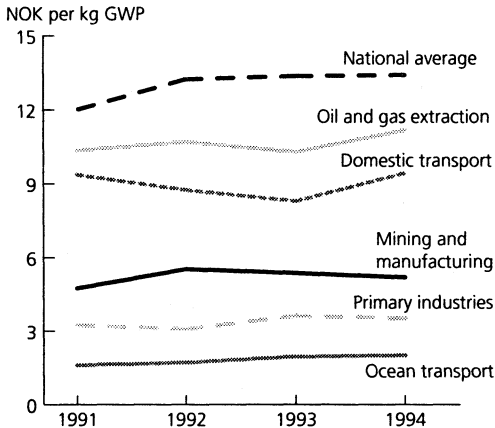 NOK per kg GWP
15
National average
12
Oil and gas extraction
Domestic transport
9
6
Mining and
manufacturing
Primary industries
3
Ocean transport
0
1991 1992 1993 1994